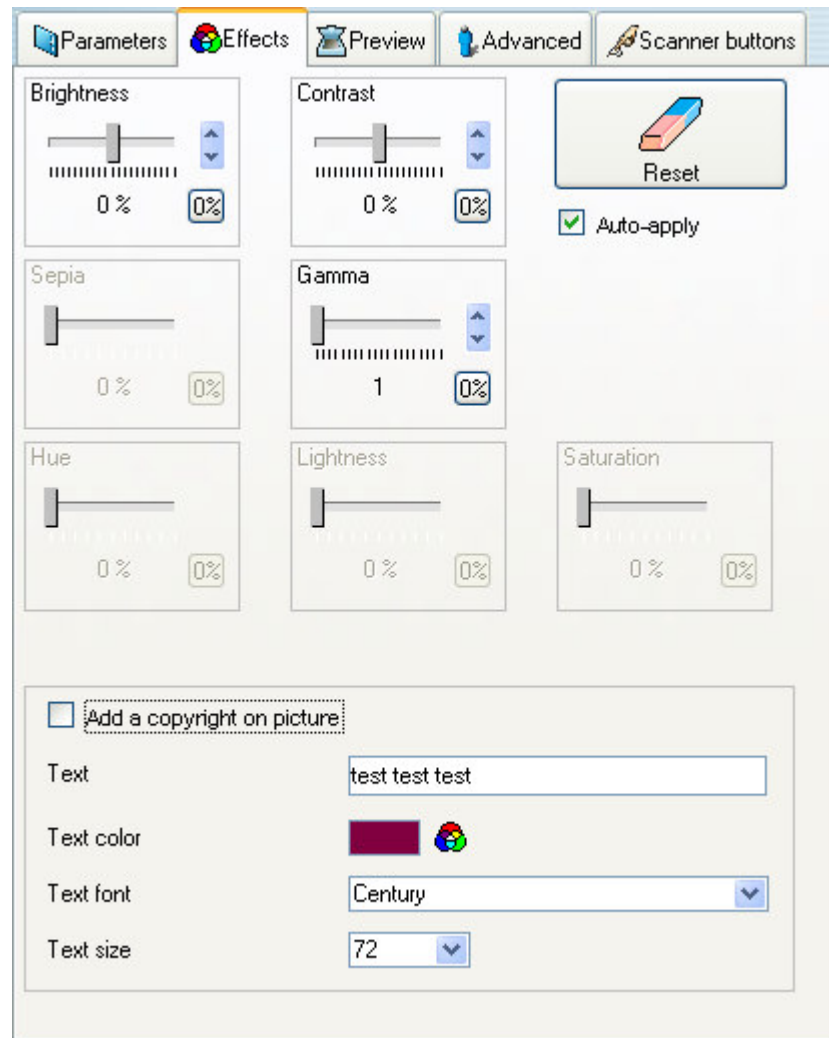 Parameters Effects Preview Advanced Scanner buttons
Brightness Contrast
Reset
0 % 0% 0 % 0%
Auto-apply
Sepia Gamma
0 % 0% 1 0%
Hue Lightness Saturation
0 % 0% 0 % 0% 0 % 0%
Add a copyright on picture
Text test test test
Text color
Text font Century
Text size 72